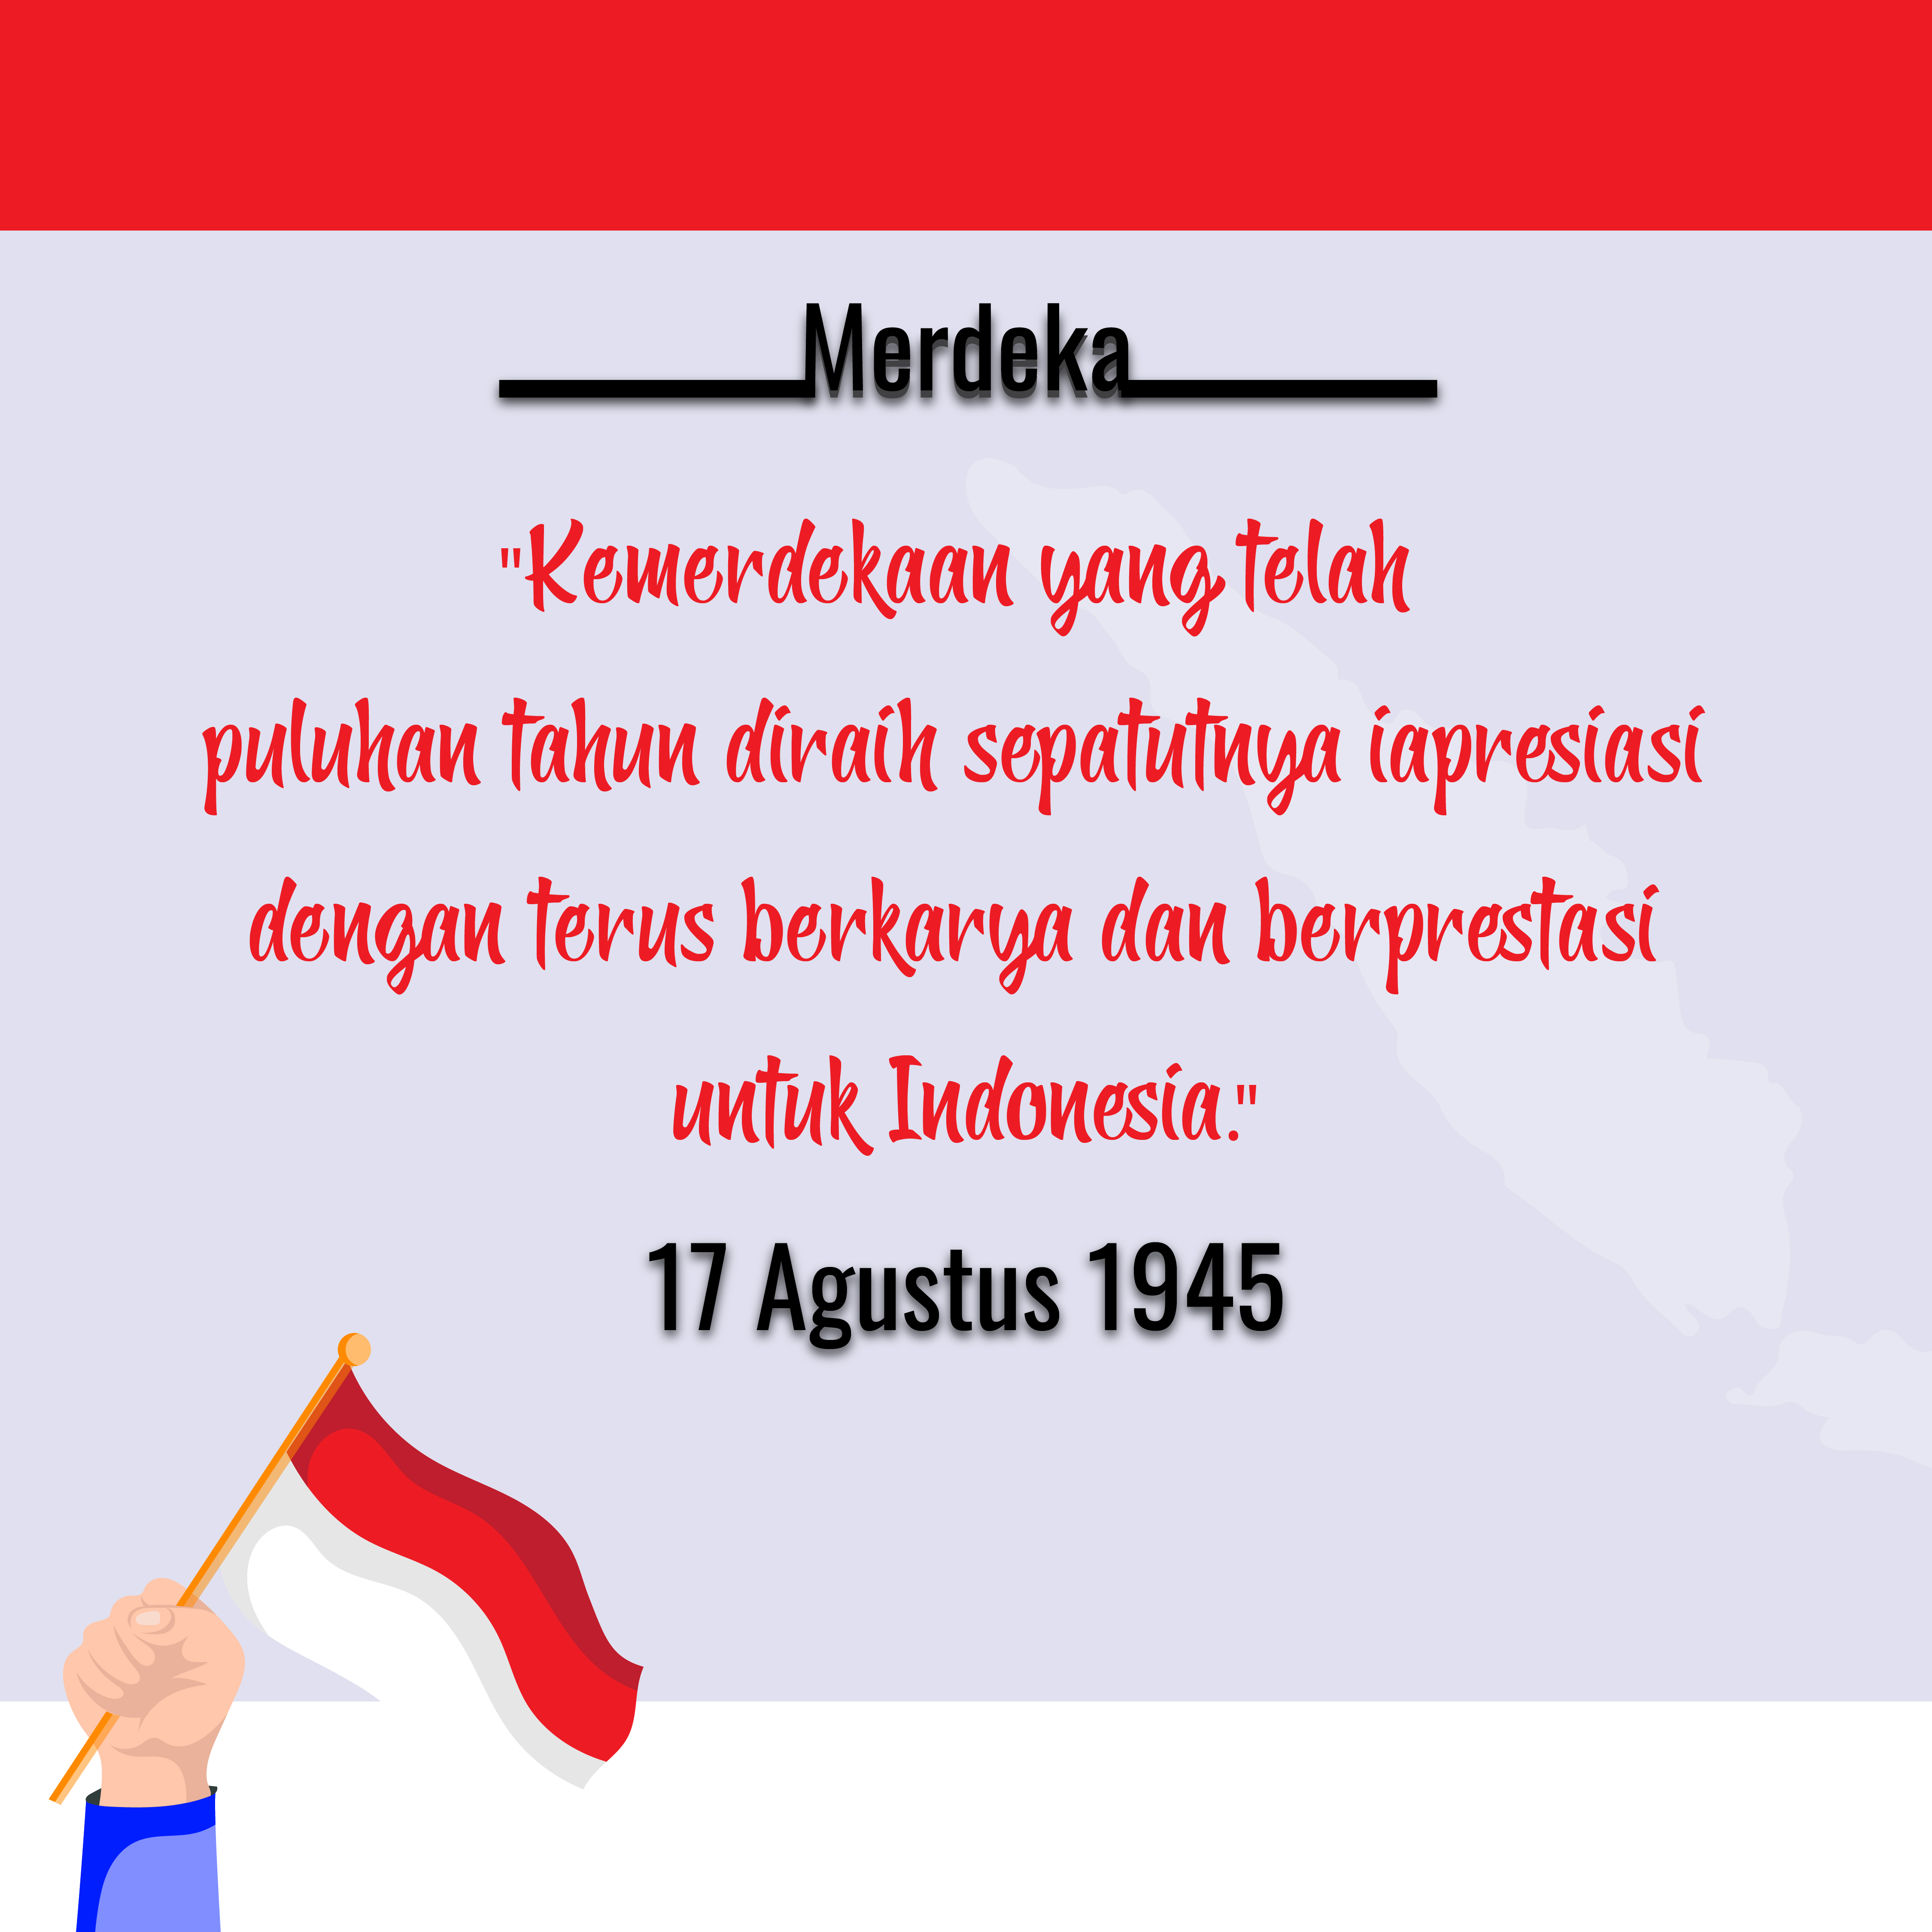 Merdeka
"Kemerdekaan yang telah
puluhan tahun diraih sepatutnya iapresiasi
dengan terus berkarya dan berprestasi
untuk Indonesia."
17 Agustus 1945